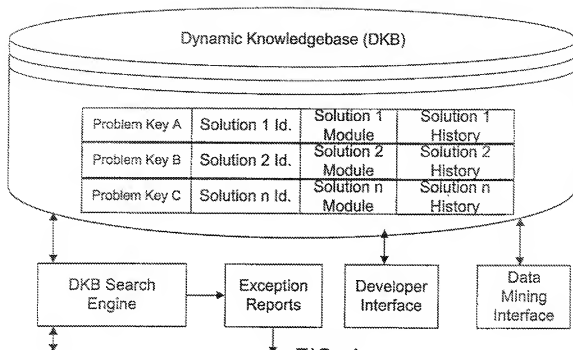 Dynamic Knowledgebase (DKB)
Problem Key A Solution 1 Id. Solution 1 Module Solution 1 History
Problem Key B Solution 2 Id. Solution 2 Module Solution 2 History
Problem Key C Solution n Id. Solution n Module Solution n History
DKB Search Engine
Exception Reports
Developer Interface
Data Mining Interface